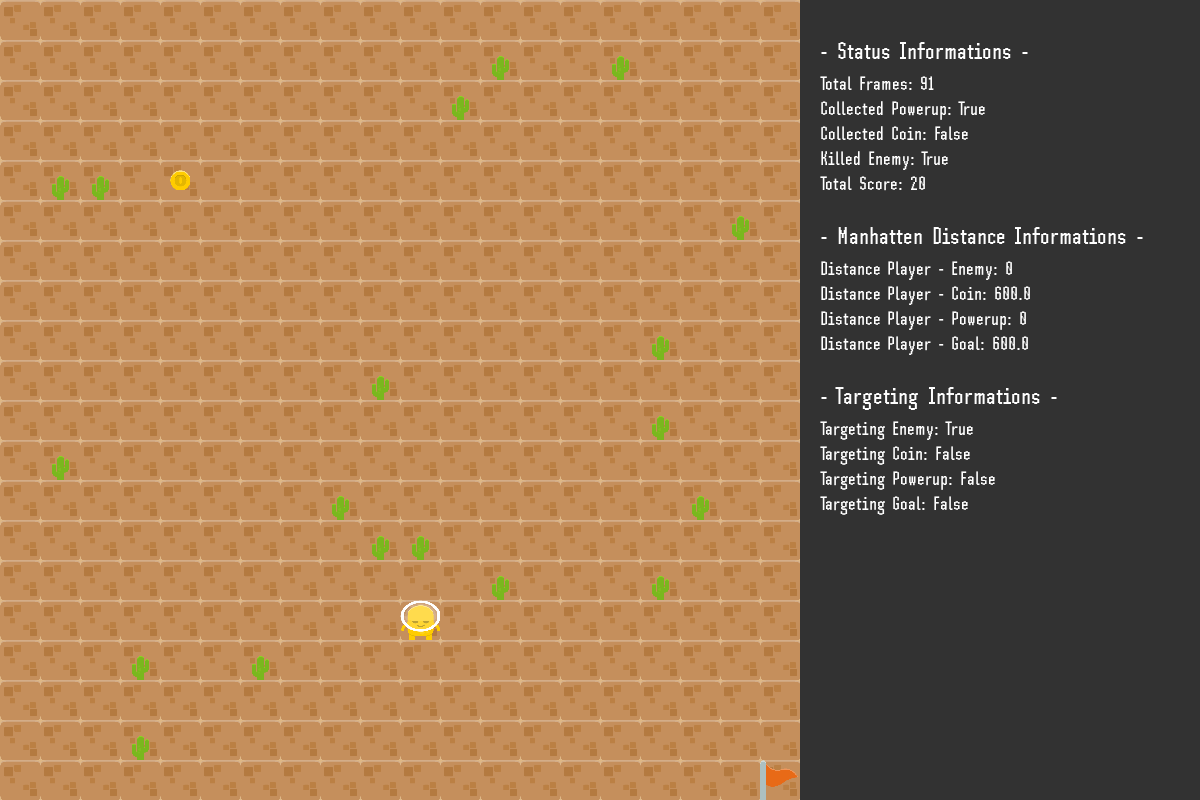 - Status Informations -
Total Frames: 91
Collected Powerup: True
Collected Coin: False
Killed Enemy: True
Total Score: 20
- Manhatten Distance Informations -
Distance Player - Enemy: 0
Distance Player - Coin: 680.0
Distance Player - Powerup: 0
Distance Player - Goal: 600.0
- Targeting Informations -
Targeting Enemy: True
Targeting Coin: False
Targeting Powerup: False
Targeting Goal: False